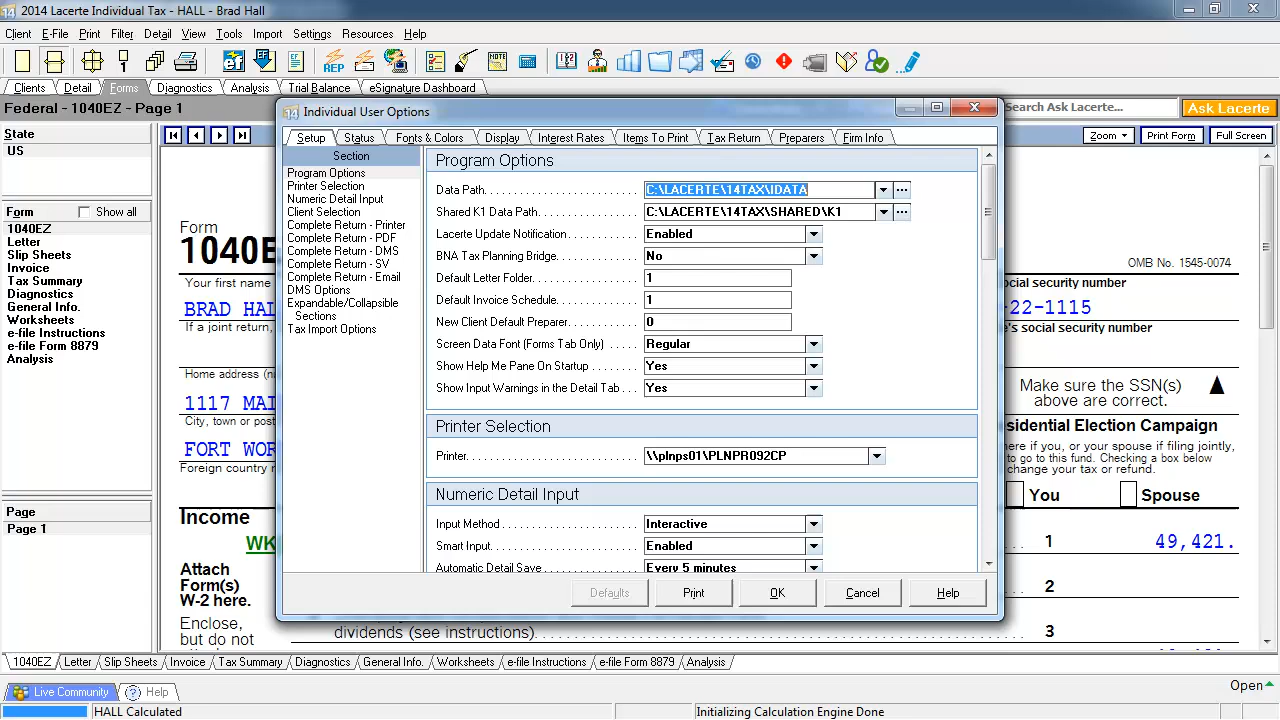 2014 Lacerte Individual Tax - HALL - Brad Hall
Client E-File Print Filter Detail View Tools Import Settings Resources Help
REP
Clients Detail Forms Diagnostics Analysis Trial Balance eSignature Dashboard
Federal - 1040EZ - Page 1
Search Ask Lacerte...
Ask Lacerte
State
US
Form Show all
1040EZ
Letter
Slip Sheets
Invoice
Tax Summary
Diagnostics
General Info.
Worksheets
e-file Instructions
e-file Form 8879
Analysis
Page
Page 1
Zoom Print Form Full Screen
Form
1040E
Your first name
BRAD HAL
If a joint return,
Home address (n
1117 MAI
City, town or post
FORT WOR
Foreign country n
Income
WK
Attach
Form(s)
W-2 here.
Enclose,
but do not
dividends (see instructions)
OMB No. 1545-0074
cial security number
-22-1115
e's social security number
Make sure the SSN(s)
above are correct.
sidential Election Campaign
here if you, or your spouse if filing jointly,
to go to this fund. Checking a box below
change your tax or refund.
You Spouse
1 49,421.
2
3
Individual User Options
Setup Status Fonts & Colors Display Interest Rates Items To Print Tax Return Preparers Firm Info
Section
Program Options
Printer Selection
Numeric Detail Input
Client Selection
Complete Return - Printer
Complete Return - PDF
Complete Return - DMS
Complete Return - SV
Complete Return - Email
DMS Options
Expandable/Collapsible
Sections
Tax Import Options
Program Options
Data Path. C:\LACERTE\14TAX\IDATA
Shared K1 Data Path. C:\LACERTE\14TAX\SHARED\K1
Lacerte Update Notification. Enabled
BNA Tax Planning Bridge. No
Default Letter Folder. 1
Default Invoice Schedule. 1
New Client Default Preparer. 0
Screen Data Font (Forms Tab Only) Regular
Show Help Me Pane On Startup Yes
Show Input Warnings in the Detail Tab Yes
Printer Selection
Printer. \\plnps01\PLNPR092CP
Numeric Detail Input
Input Method Interactive
Smart Input. Enabled
Automatic Detail Save. Every 5 minutes
Defaults Print OK Cancel Help
1040EZ Letter Slip Sheets Invoice Tax Summary Diagnostics General Info. Worksheets e-file Instructions e-file Form 8879 Analysis
Live Community Help
Open
HALL Calculated
Initializing Calculation Engine Done